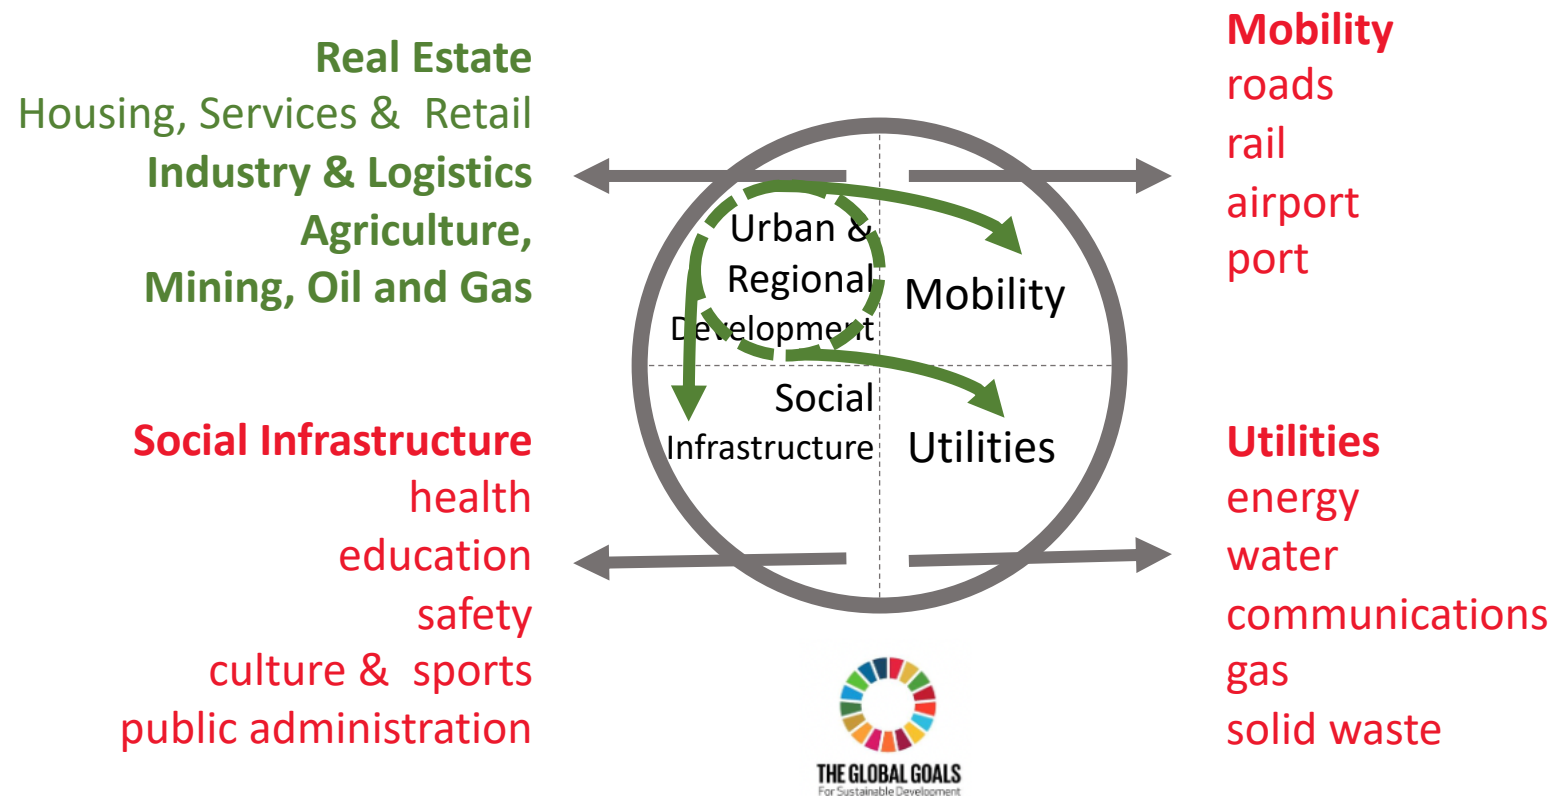 Real Estate
Housing, Services & Retail
Industry & Logistics
Agriculture,
Mining, Oil and Gas
Mobility
roads
rail
airport
port
Urban &
Regional
Development
Mobility
Social
Infrastructure
Utilities
Social Infrastructure
health
education
safety
culture & sports
public administration
Utilities
energy
water
communications
gas
solid waste
THE GLOBAL GOALS
For Sustainable Development